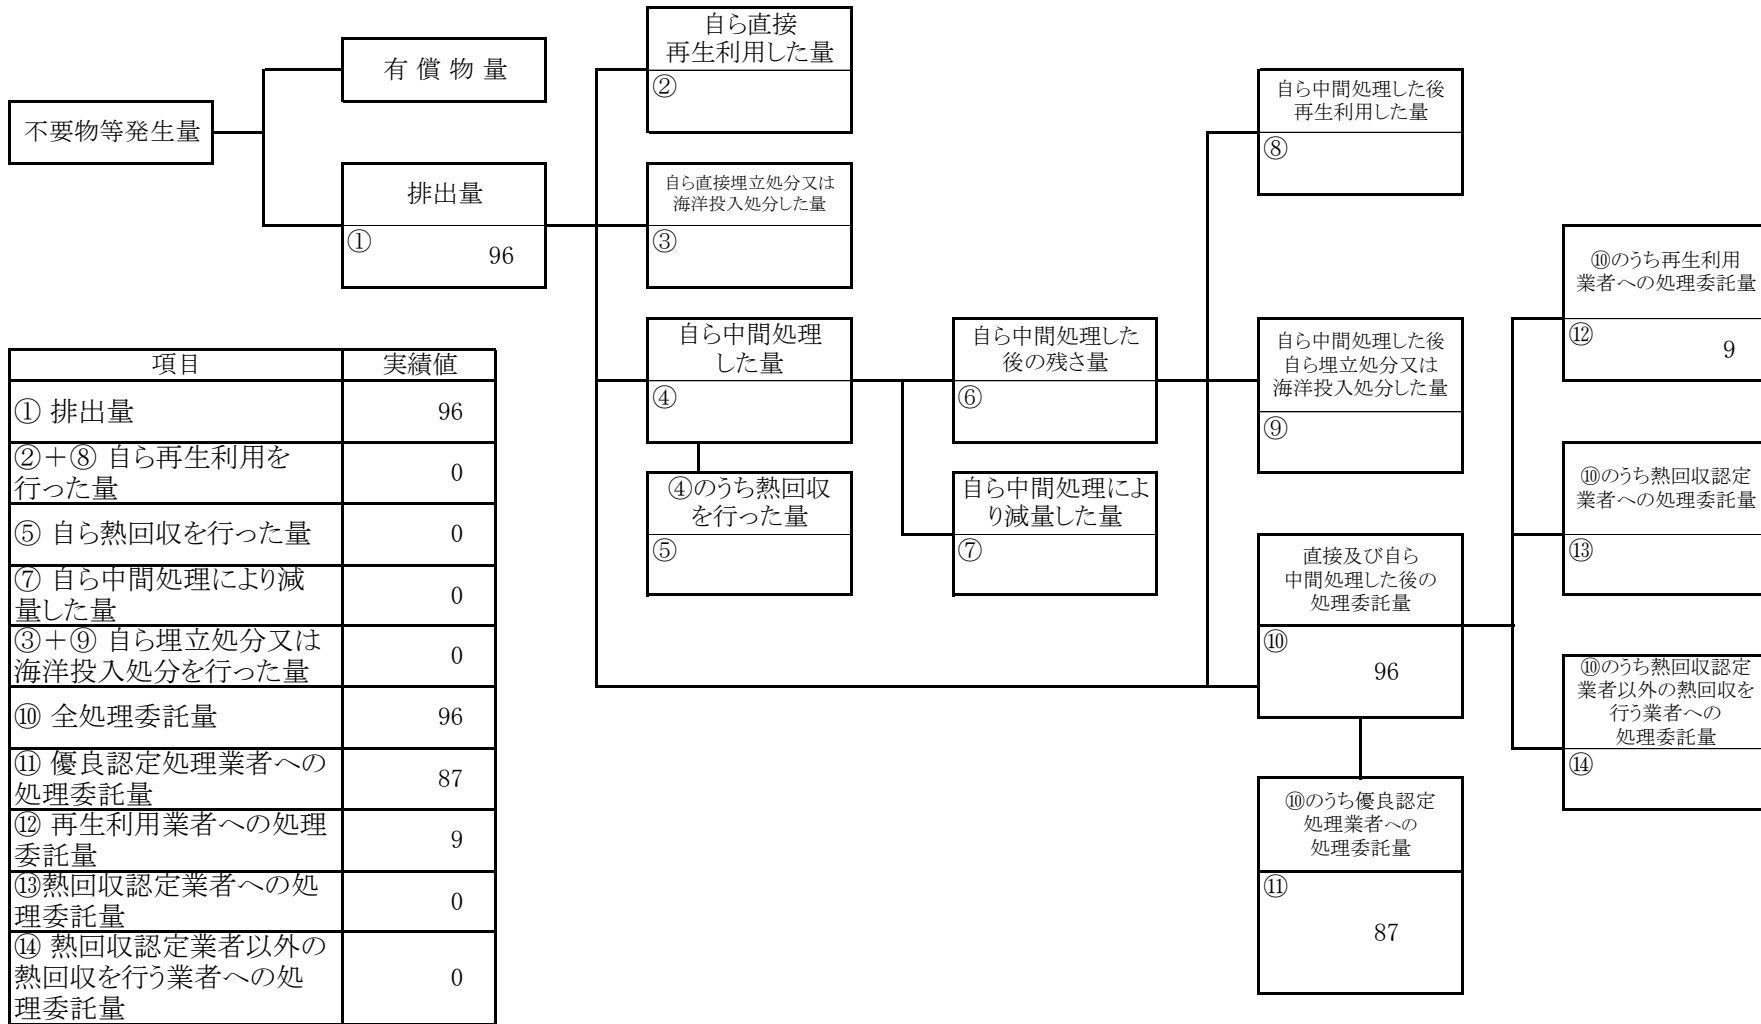 不要物等発生量
有 償 物 量
排出量
①
96
自ら直接
再生利用した量
②
自ら直接埋立処分又は
海洋投入処分した量
③
自ら中間処理
した量
④
④のうち熱回収
を行った量
⑤
自ら中間処理した
後の残さ量
⑥
自ら中間処理によ
り減量した量
⑦
自ら中間処理した後
再生利用した量
⑧
自ら中間処理した後
自ら埋立処分又は
海洋投入処分した量
⑨
直接及び自ら
中間処理した後の
処理委託量
⑩
96
⑩のうち優良認定
処理業者への
処理委託量
⑪
87
⑩のうち再生利用
業者への処理委託量
⑫
9
⑩のうち熱回収認定
業者への処理委託量
⑬
⑩のうち熱回収認定
業者以外の熱回収を
行う業者への
処理委託量
⑭
項目 実績値
① 排出量 96
②＋⑧ 自ら再生利用を
行った量 0
⑤ 自ら熱回収を行った量 0
⑦ 自ら中間処理により減
量した量 0
③＋⑨ 自ら埋立処分又は
海洋投入処分を行った量 0
⑩ 全処理委託量 96
⑪ 優良認定処理業者への
処理委託量 87
⑫ 再生利用業者への処理
委託量 9
⑬熱回収認定業者への処
理委託量 0
⑭ 熱回収認定業者以外の
熱回収を行う業者への処
理委託量 0